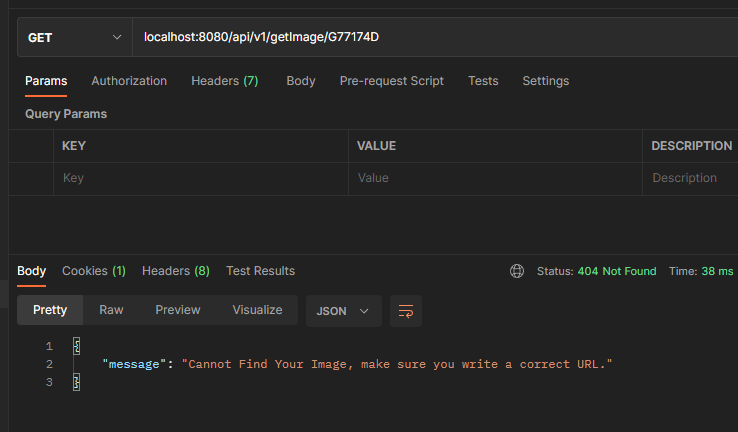 GET localhost:8080/api/v1/getImage/G77174D
Params Authorization Headers (7) Body Pre-request Script Tests Settings
Query Params
KEY VALUE DESCRIPTION
Key Value Description
Body Cookies (1) Headers (8) Test Results Status: 404 Not Found Time: 38 ms
Pretty Raw Preview Visualize JSON
1 {
2 "message": "Cannot Find Your Image, make sure you write a correct URL."
3 }